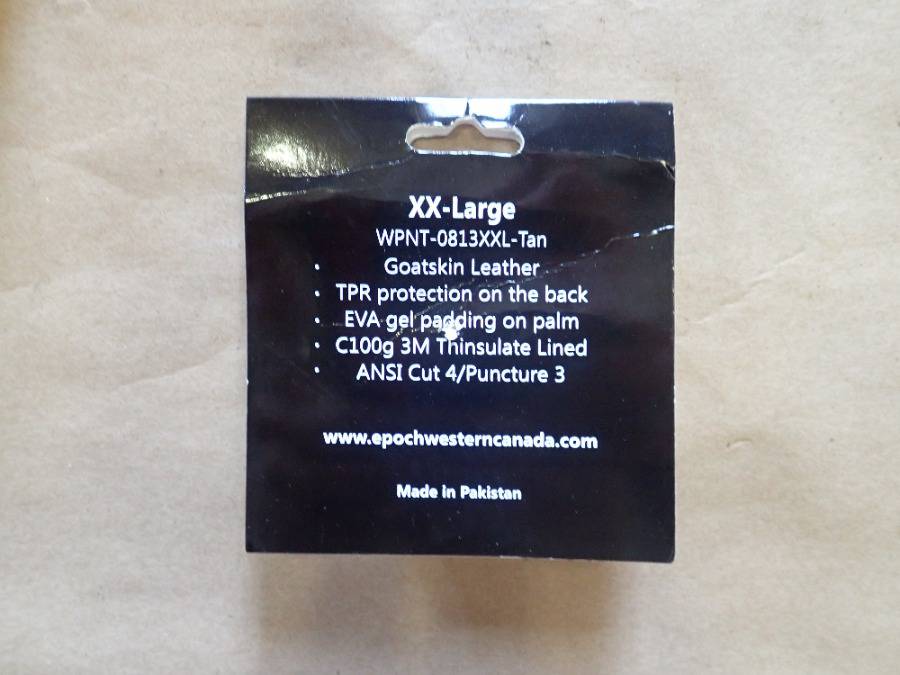 XX-Large
WPNT-0813XXL-Tan
· Goatskin Leather
· TPR protection on the back
· EVA gel padding on palm
· C100g 3M Thinsulate Lined
· ANSI Cut 4/Puncture 3
www.epochwesterncanada.com
Made in Pakistan